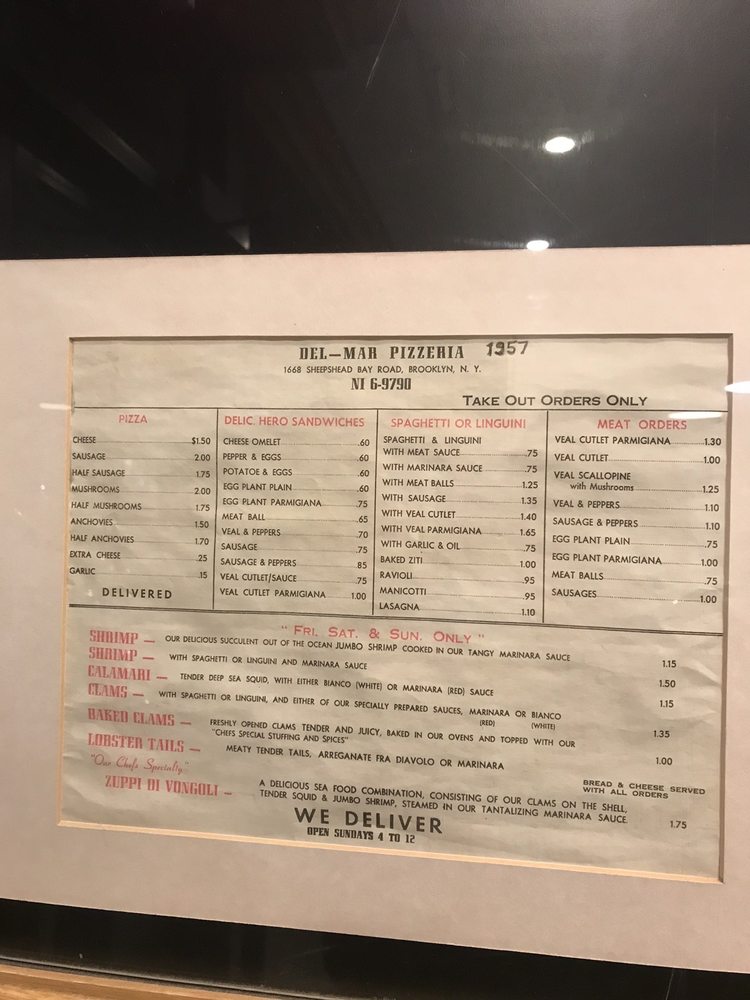 DEL-MAR PIZZERIA 1957
1668 SHEEPSHEAD BAY ROAD, BROOKLYN, N. Y.
NI 6-9790
TAKE OUT ORDERS ONLY
PIZZA
CHEESE $1.50
SAUSAGE 2.00
HALF SAUSAGE 1.75
MUSHROOMS 2.00
HALF MUSHROOMS 1.75
ANCHOVIES 1.50
HALF ANCHOVIES 1.70
EXTRA CHEESE .25
GARLIC .15
DELIVERED
DELIC. HERO SANDWICHES
CHEESE OMELET .60
PEPPER & EGGS .60
POTATOE & EGGS .60
EGG PLANT PLAIN .60
EGG PLANT PARMIGIANA .75
MEAT BALL .65
VEAL & PEPPERS .70
SAUSAGE .75
SAUSAGE & PEPPERS .85
VEAL CUTLET/SAUCE .75
VEAL CUTLET PARMIGIANA 1.00
SPAGHETTI OR LINGUINI
SPAGHETTI & LINGUINI
WITH MEAT SAUCE .75
WITH MARINARA SAUCE .75
WITH MEAT BALLS 1.25
WITH SAUSAGE 1.35
WITH VEAL CUTLET 1.40
WITH VEAL PARMIGIANA 1.65
WITH GARLIC & OIL .75
BAKED ZITI 1.00
RAVIOLI .95
MANICOTTI .95
LASAGNA 1.10
MEAT ORDERS
VEAL CUTLET PARMIGIANA 1.30
VEAL CUTLET 1.00
VEAL SCALLOPINE
with Mushrooms 1.25
VEAL & PEPPERS 1.10
SAUSAGE & PEPPERS 1.10
EGG PLANT PLAIN .75
EGG PLANT PARMIGIANA 1.00
MEAT BALLS .75
SAUSAGES 1.00
" FRI. SAT. & SUN. ONLY "
SHRIMP — OUR DELICIOUS SUCCULENT OUT OF THE OCEAN JUMBO SHRIMP COOKED IN OUR TANGY MARINARA SAUCE 1.15
SHRIMP — WITH SPAGHETTI OR LINGUINI AND MARINARA SAUCE 1.50
CALAMARI — TENDER DEEP SEA SQUID, WITH EITHER BIANCO (WHITE) OR MARINARA (RED) SAUCE 1.15
CLAMS — WITH SPAGHETTI OR LINGUINI, AND EITHER OF OUR SPECIALLY PREPARED SAUCES, MARINARA OR BIANCO 1.35
(RED) (WHITE)
BAKED CLAMS — FRESHLY OPENED CLAMS TENDER AND JUICY, BAKED IN OUR OVENS AND TOPPED WITH OUR
"CHEFS SPECIAL STUFFING AND SPICES" 1.00
LOBSTER TAILS — MEATY TENDER TAILS, ARREGANATE FRA DIAVOLO OR MARINARA
BREAD & CHEESE SERVED
WITH ALL ORDERS
"Our Chefs Specialty"
ZUPPI DI VONGOLI — A DELICIOUS SEA FOOD COMBINATION, CONSISTING OF OUR CLAMS ON THE SHELL,
TENDER SQUID & JUMBO SHRIMP, STEAMED IN OUR TANTALIZING MARINARA SAUCE. 1.75
WE DELIVER
OPEN SUNDAYS 4 TO 12